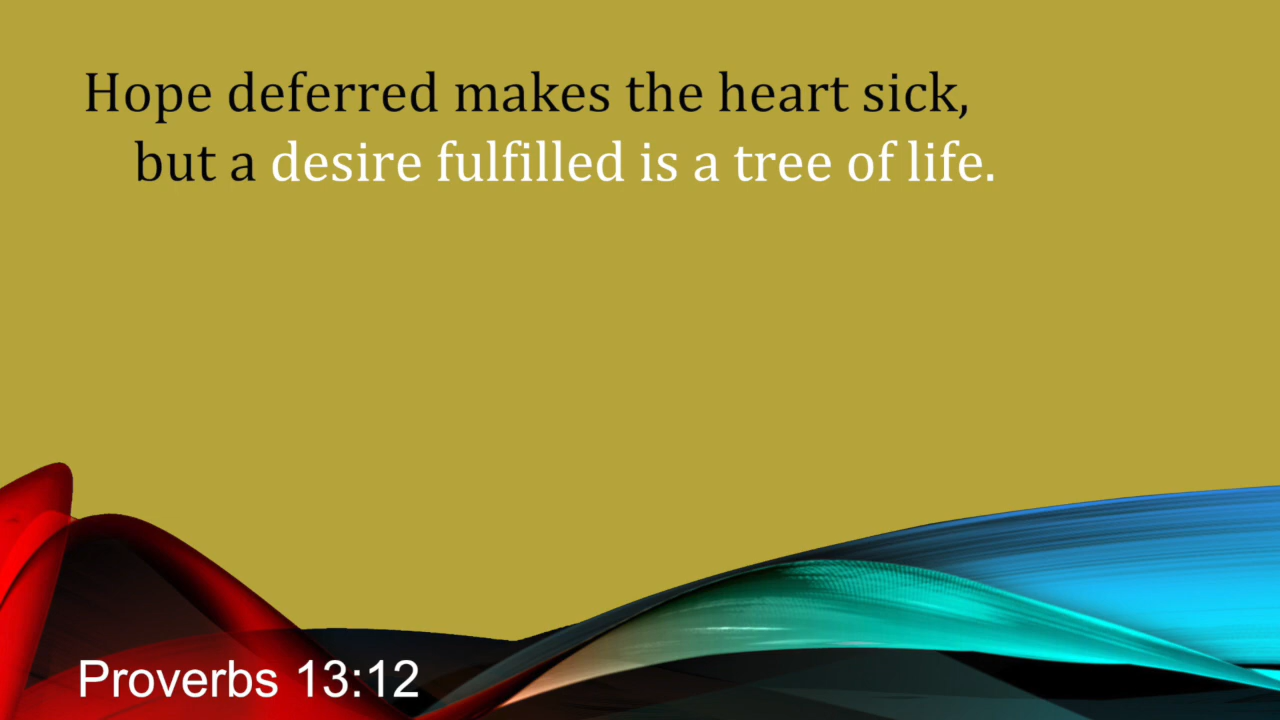 Hope deferred makes the heart sick,
but a desire fulfilled is a tree of life.
Proverbs 13:12